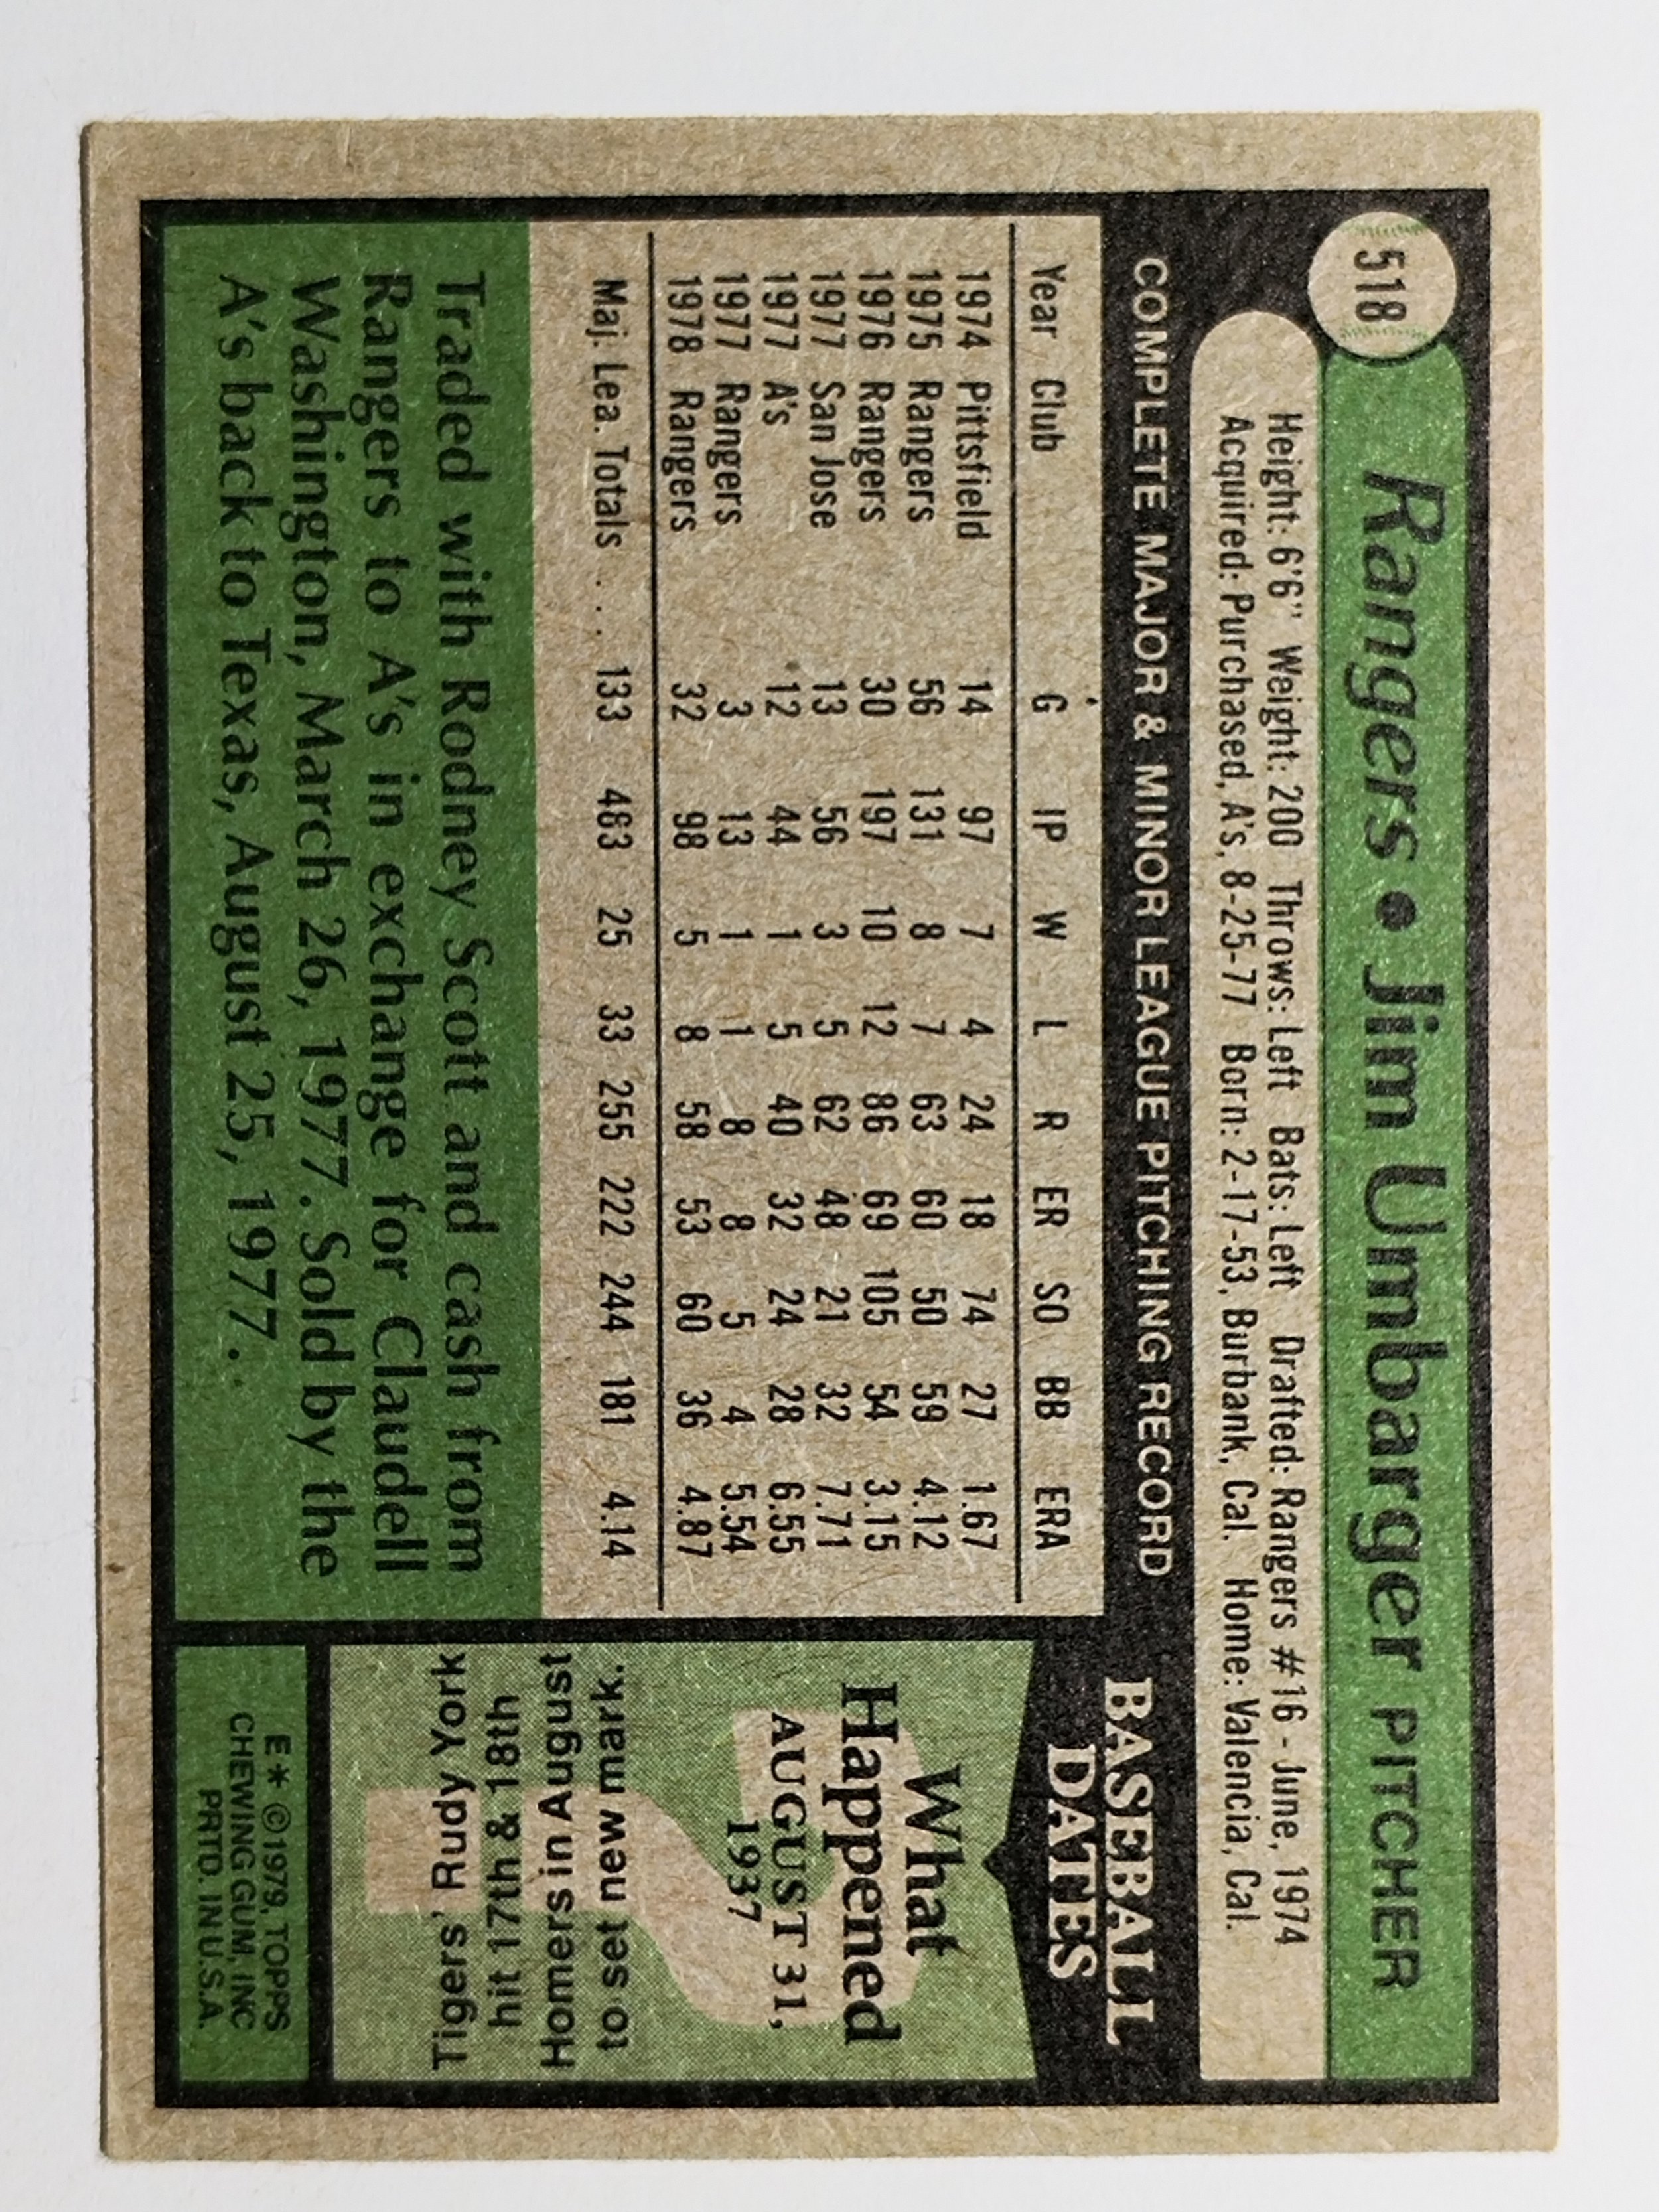 518
Rangers • Jim Umbarger PITCHER
Height: 6'6" Weight: 200 Throws: Left Bats: Left Drafted: Rangers #16 - June, 1974
Acquired: Purchased, A's, 8-25-77 Born: 2-17-53, Burbank, Cal. Home: Valencia, Cal.
COMPLETE MAJOR & MINOR LEAGUE PITCHING RECORD
Year Club G IP W L R ER SO BB ERA
1974 Pittsfield 14 97 7 4 24 18 74 27 1.67
1975 Rangers 56 131 8 7 63 60 50 59 4.12
1976 Rangers 30 197 10 12 86 69 105 54 3.15
1977 San Jose 13 56 3 5 62 48 21 32 7.71
1977 A's 12 44 1 5 40 32 24 28 6.55
1977 Rangers 3 13 1 1 8 8 5 4 5.54
1978 Rangers 32 98 5 8 58 53 60 36 4.87
Maj. Lea. Totals . . . 133 463 25 33 255 222 244 181 4.14
Traded with Rodney Scott and cash from
Rangers to A's in exchange for Claudell
Washington, March 26, 1977. Sold by the
A's back to Texas, August 25, 1977. .
BASEBALL
DATES
What
Happened
AUGUST 31,
1937
Tigers' Rudy York
hit 17th & 18th
Homers in August
to set new mark.
E* ©1979, TOPPS
CHEWING GUM, INC
PRTD. IN U.S.A.